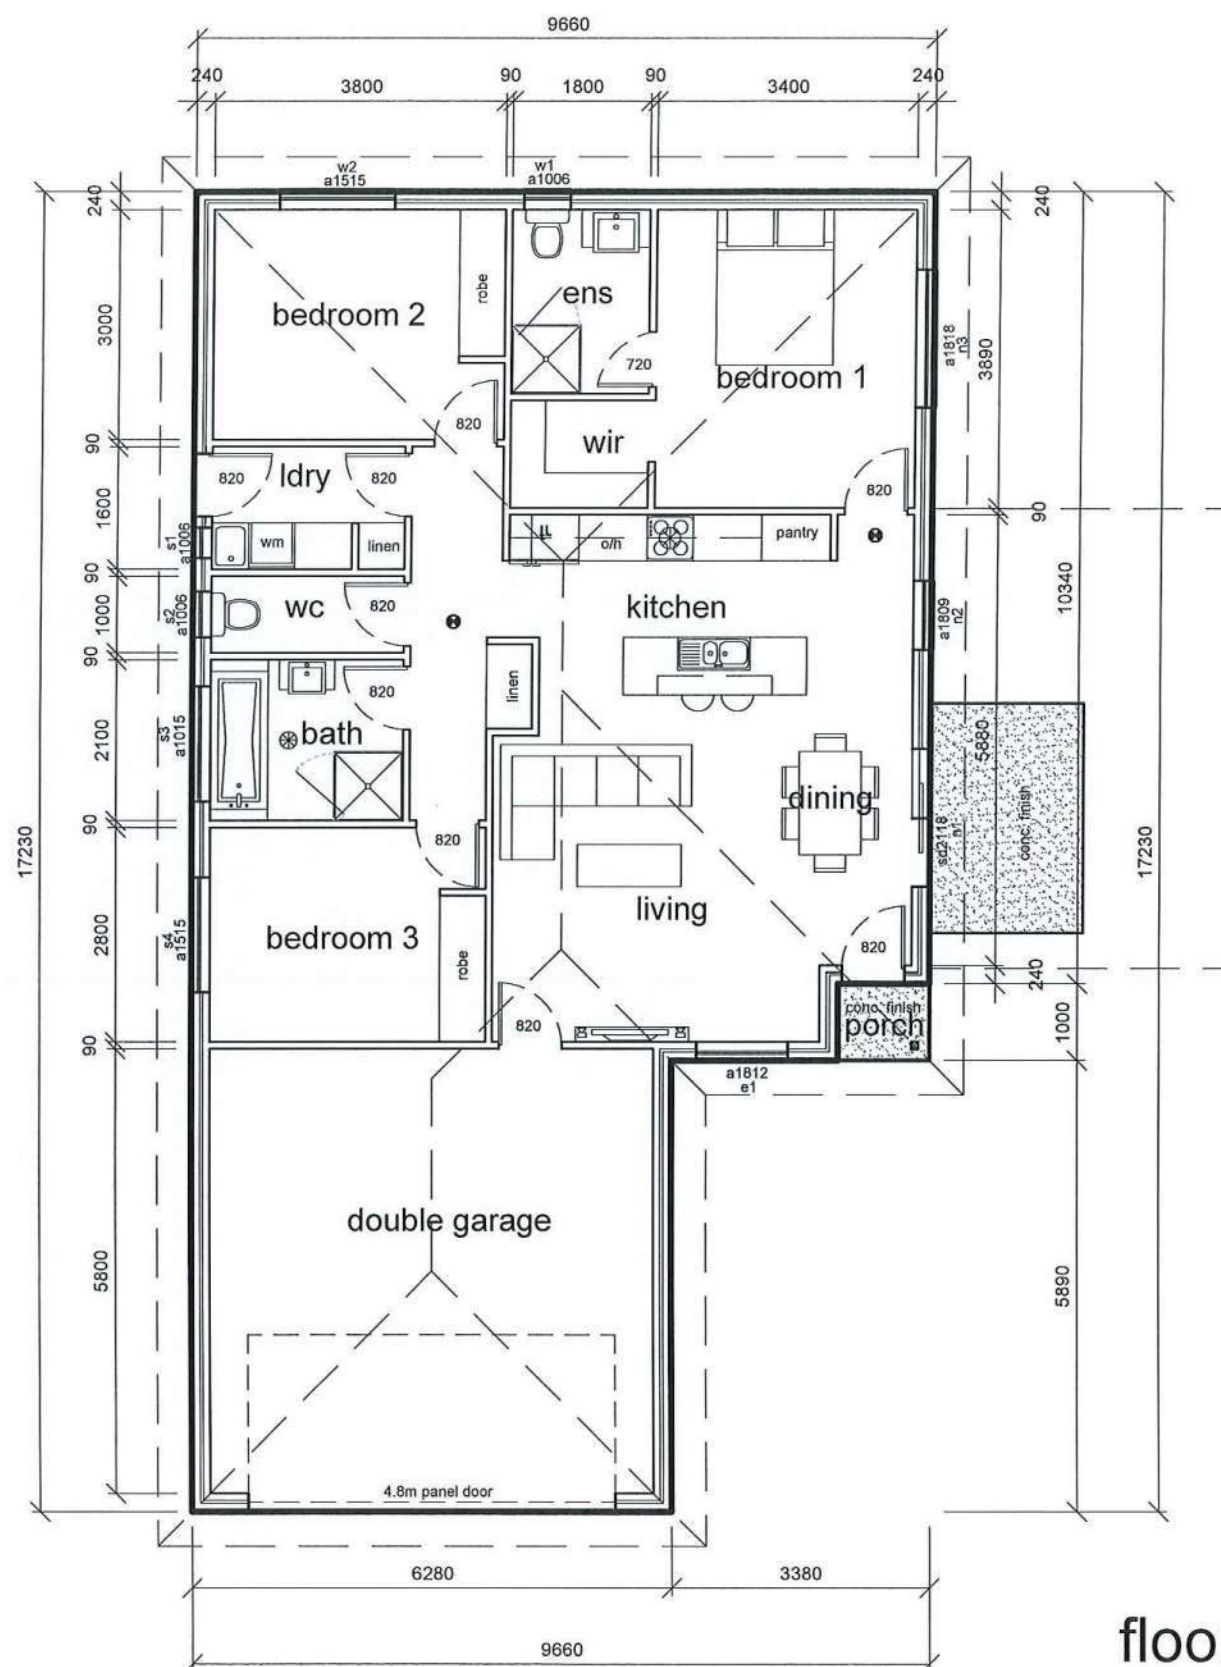 9660
240 3800 90 1800 90 3400 240
w2
a1515
w1
a1006
240
240
3000
robe
ens
bedroom 2
a1818
n3
3890
720
bedroom 1
820
wir
90
820
ldry
820
820
1600
s1
a1006
wm
linen
o/h
pantry
90
90
10340
1000
s2
a1006
wc
820
kitchen
a1809
n2
90
820
linen
2100
s3
a1015
bath
5880
dining
conc. finish
sd2118
n1
90
820
17230
17230
living
2800
s4
a1515
bedroom 3
robe
820
240
820
conc. finish
porch
1000
90
a1812
e1
double garage
5800
5890
4.8m panel door
6280
3380
9660
floo